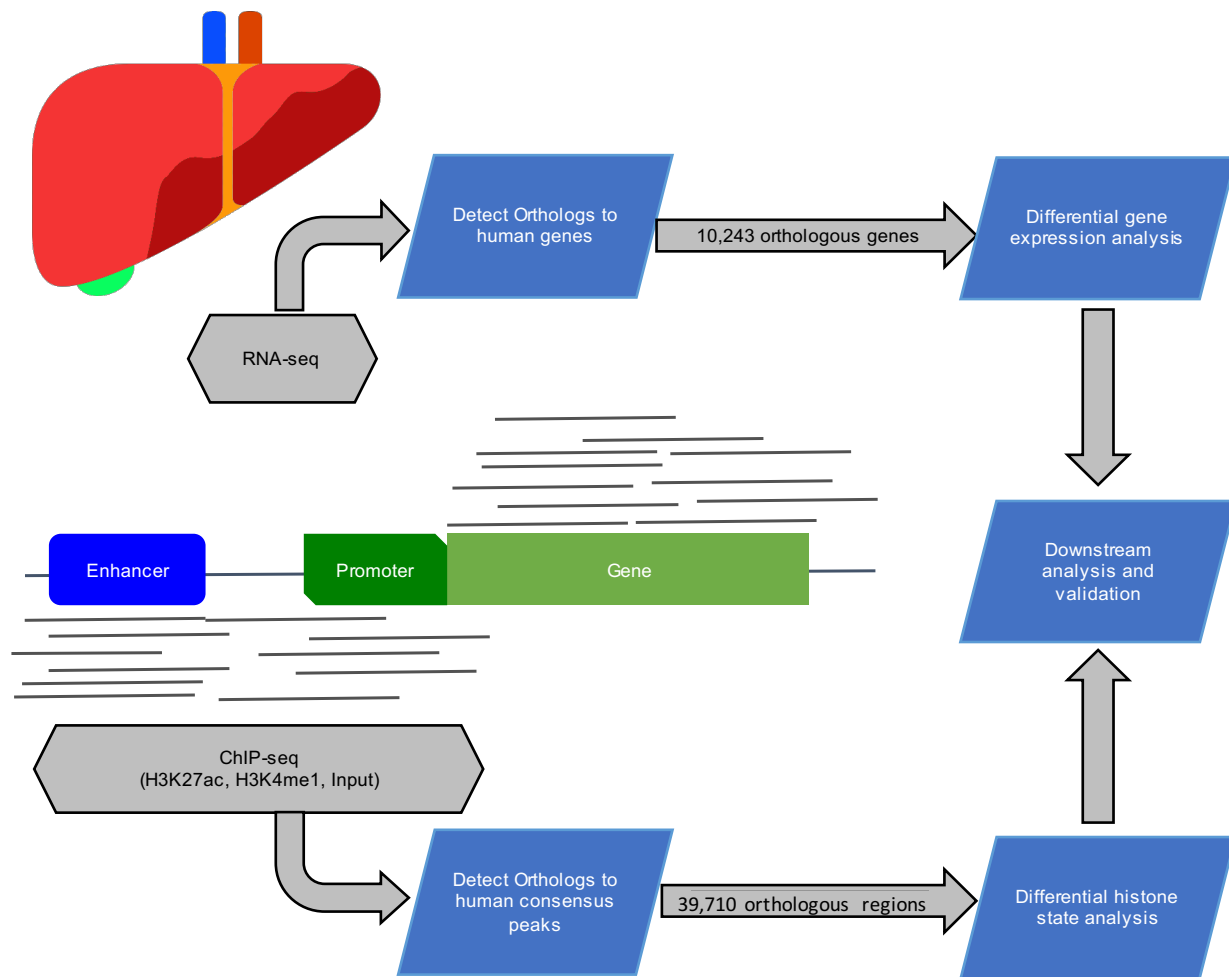 Detect Orthologs to
human genes
10,243 orthologous genes
Differential gene
expression analysis
RNA-seq
Enhancer
Promoter
Gene
Downstream
analysis and
validation
ChIP-seq
(H3K27ac, H3K4me1, Input)
Detect Orthologs to
human consensus
peaks
39,710 orthologous regions
Differential histone
state analysis